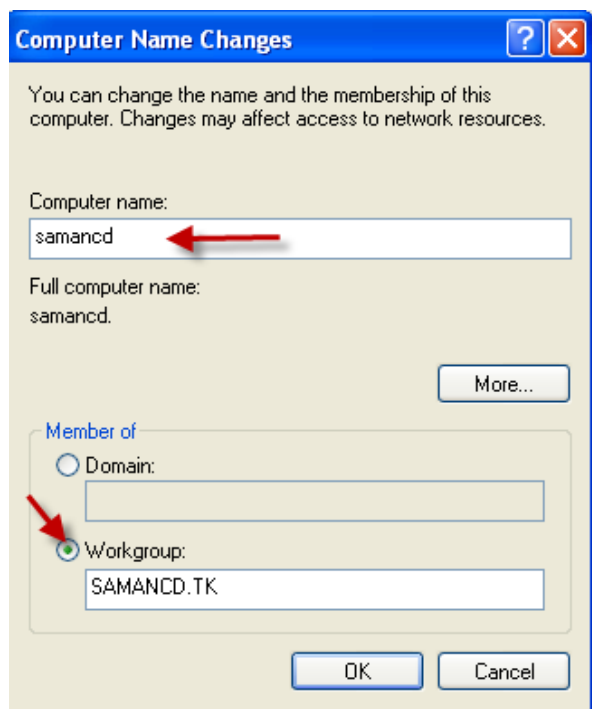 Computer Name Changes
You can change the name and the membership of this
computer. Changes may affect access to network resources.
Computer name:
samancd
Full computer name:
samancd.
More...
Member of
Domain:
Workgroup:
SAMANCD.TK
OK
Cancel